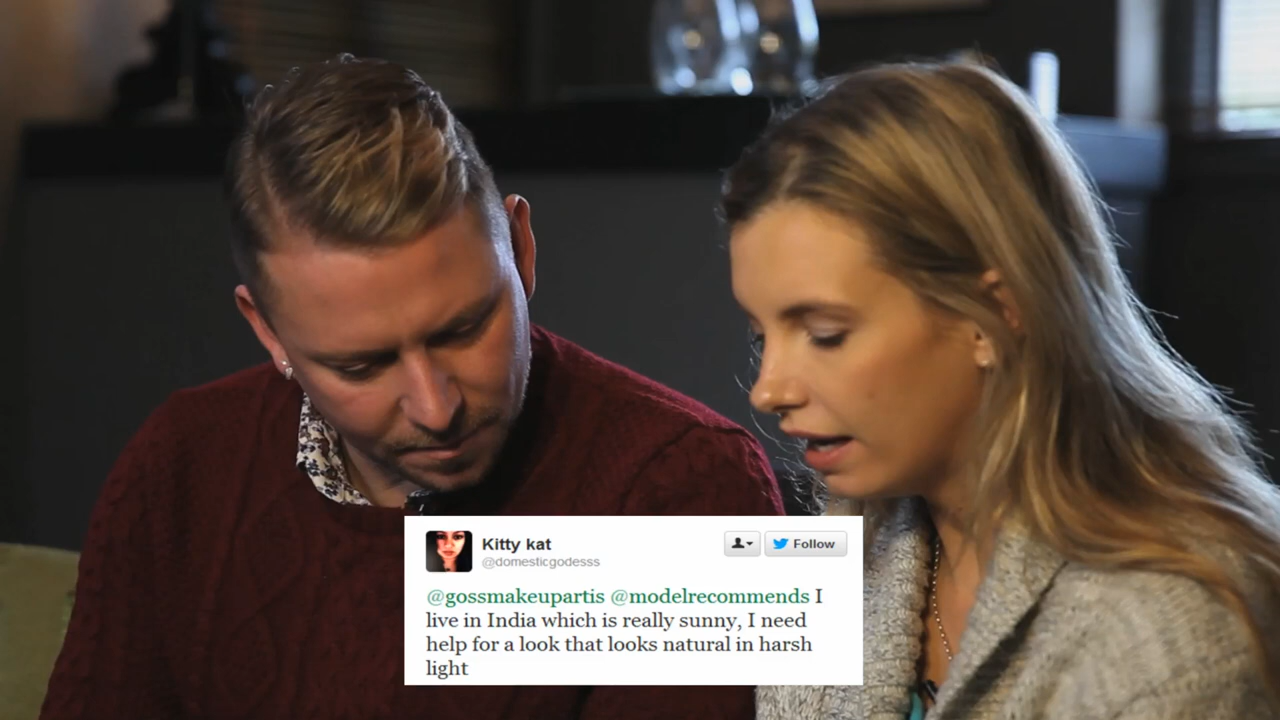 Kitty kat
Follow
@domesticgodesss
@gossmakeupartis @modelrecommends I
live in India which is really sunny, I need
help for a look that looks natural in harsh
light